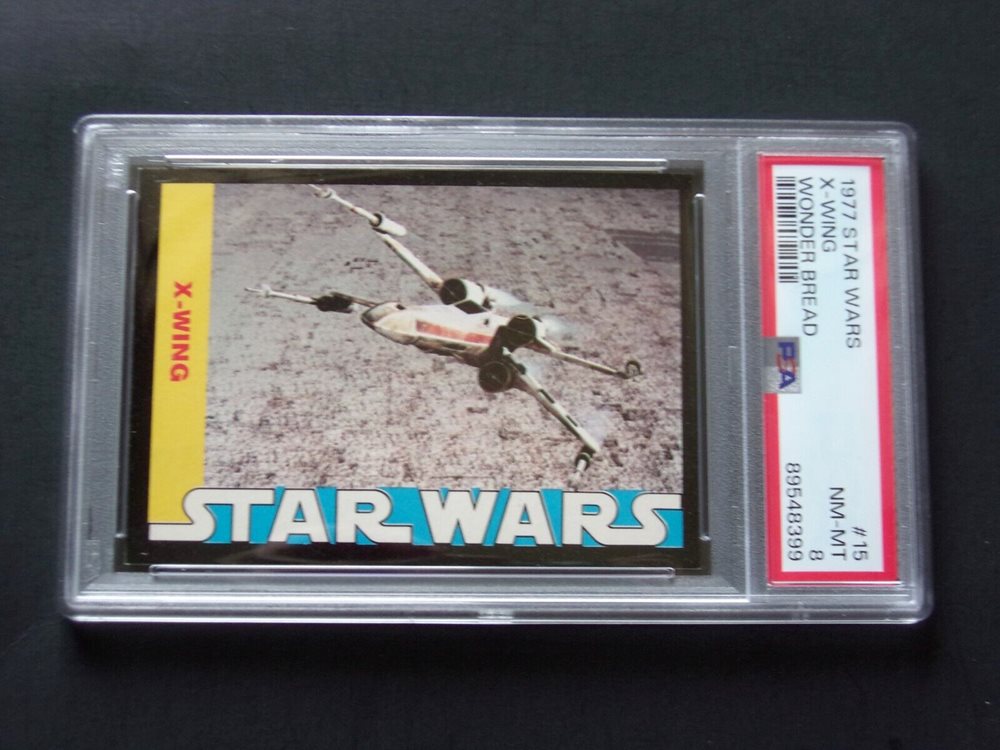 X-WING
STAR WARS
1977 STAR WARS #15
X-WING NM-MT
WONDER BREAD 8
PSA 89548399